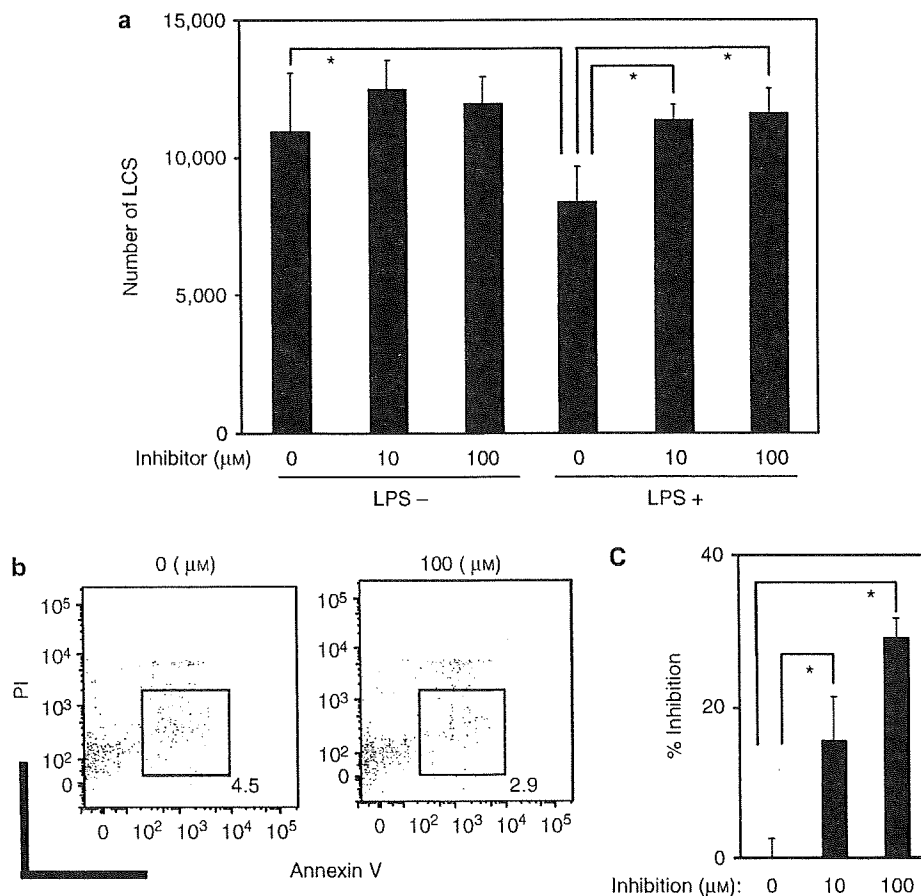 a
15,000
10,000
5,000
0
Number of LCS
*
*
*
Inhibitor (μM)
0 10 100 0 10 100
LPS – LPS +
b
0 ( μM) 100 ( μM)
PI
10⁵
10⁴
10³
10²
0
4.5
0 10² 10³ 10⁴ 10⁵
10⁵
10⁴
10³
10²
0
2.9
0 10² 10³ 10⁴ 10⁵
Annexin V
C
40
20
0
% Inhibition
*
*
Inhibition (μM): 0 10 100